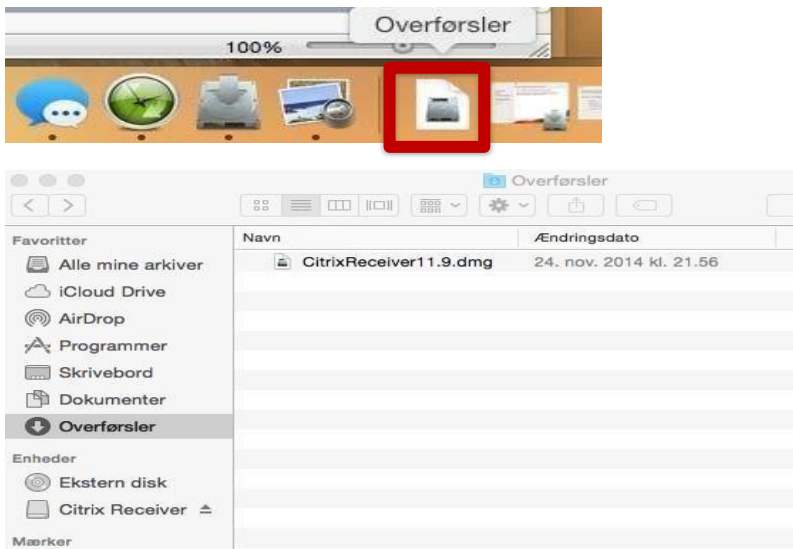 Overførsler
100%
Overførsler
Favoritter
Navn
Ændringsdato
Alle mine arkiver
CitrixReceiver11.9.dmg
24. nov. 2014 kl. 21.56
iCloud Drive
AirDrop
Programmer
Skrivebord
Dokumenter
Overførsler
Enheder
Ekstern disk
Citrix Receiver
Mærker